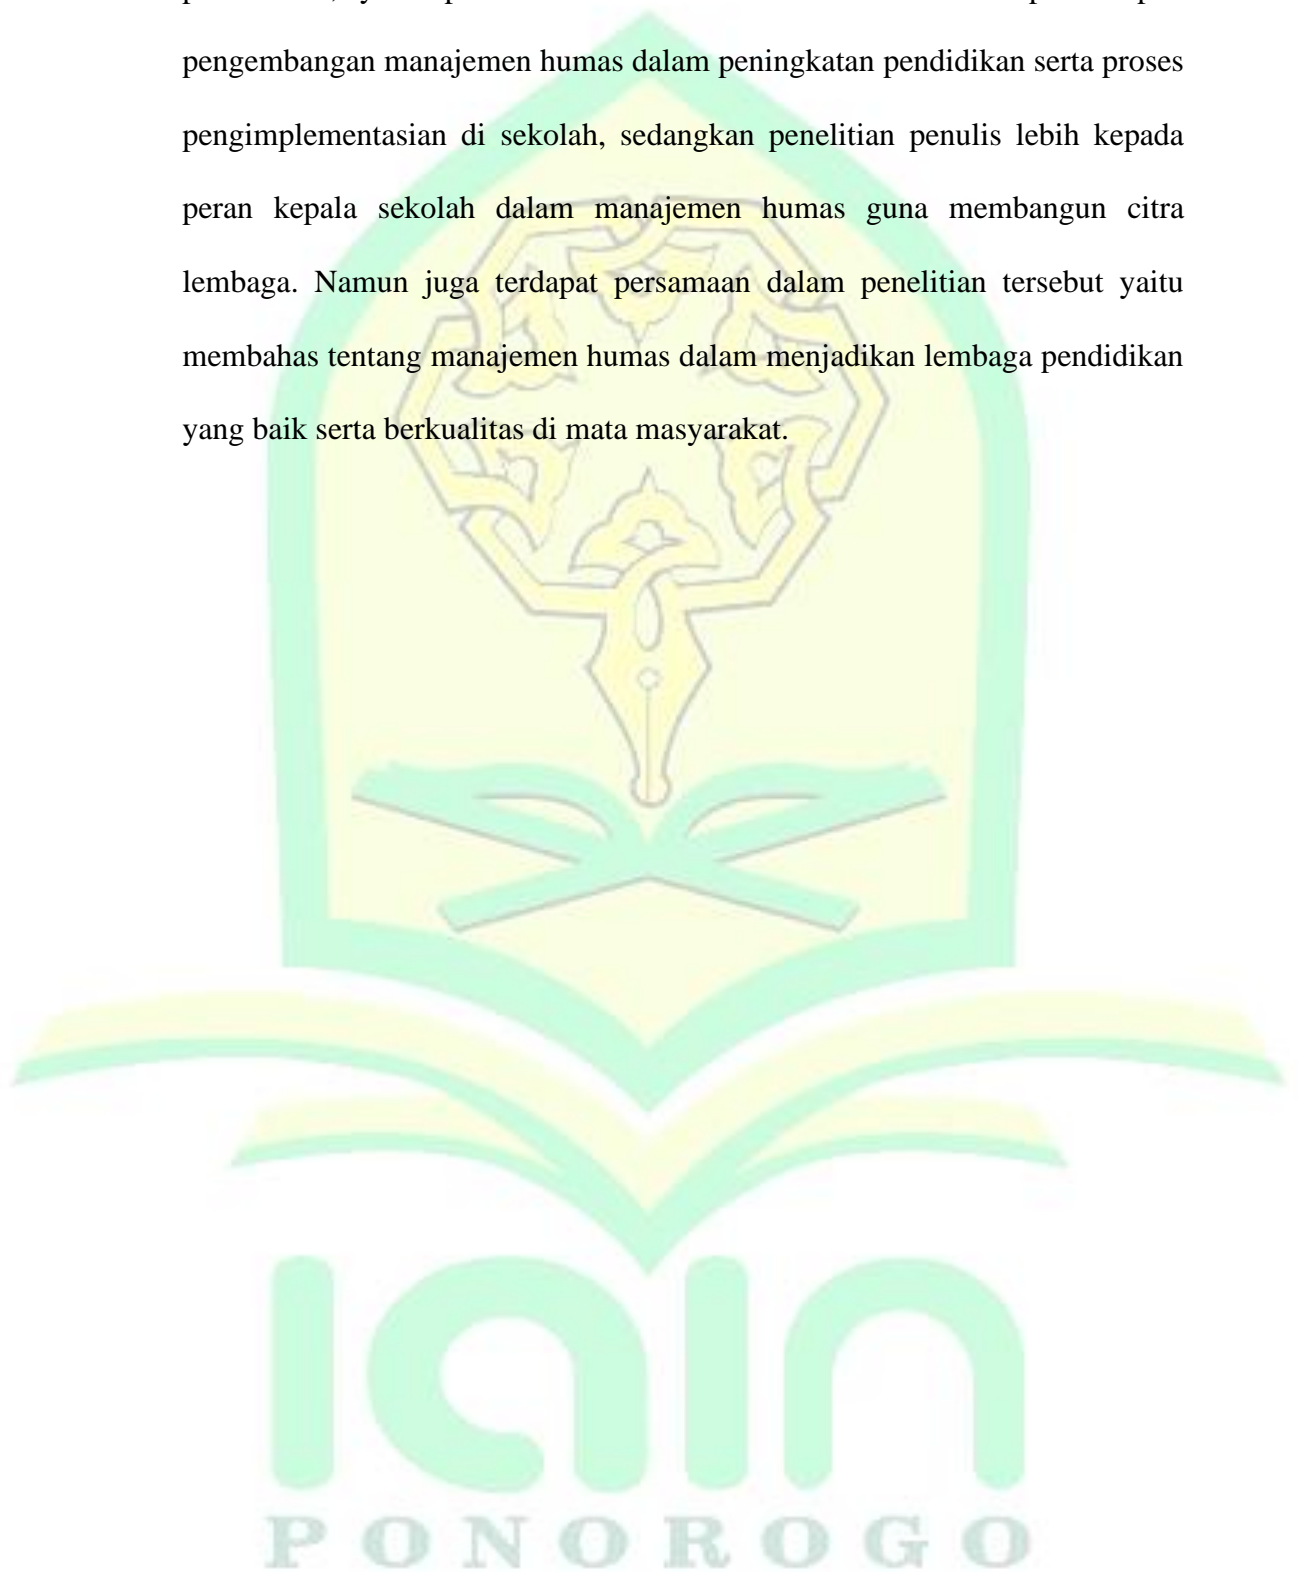 pengembangan manajemen humas dalam peningkatan pendidikan serta proses
pengimplementasian di sekolah, sedangkan penelitian penulis lebih kepada
peran kepala sekolah dalam manajemen humas guna membangun citra
lembaga. Namun juga terdapat persamaan dalam penelitian tersebut yaitu
membahas tentang manajemen humas dalam menjadikan lembaga pendidikan
yang baik serta berkualitas di mata masyarakat.
iain
PONOROGO